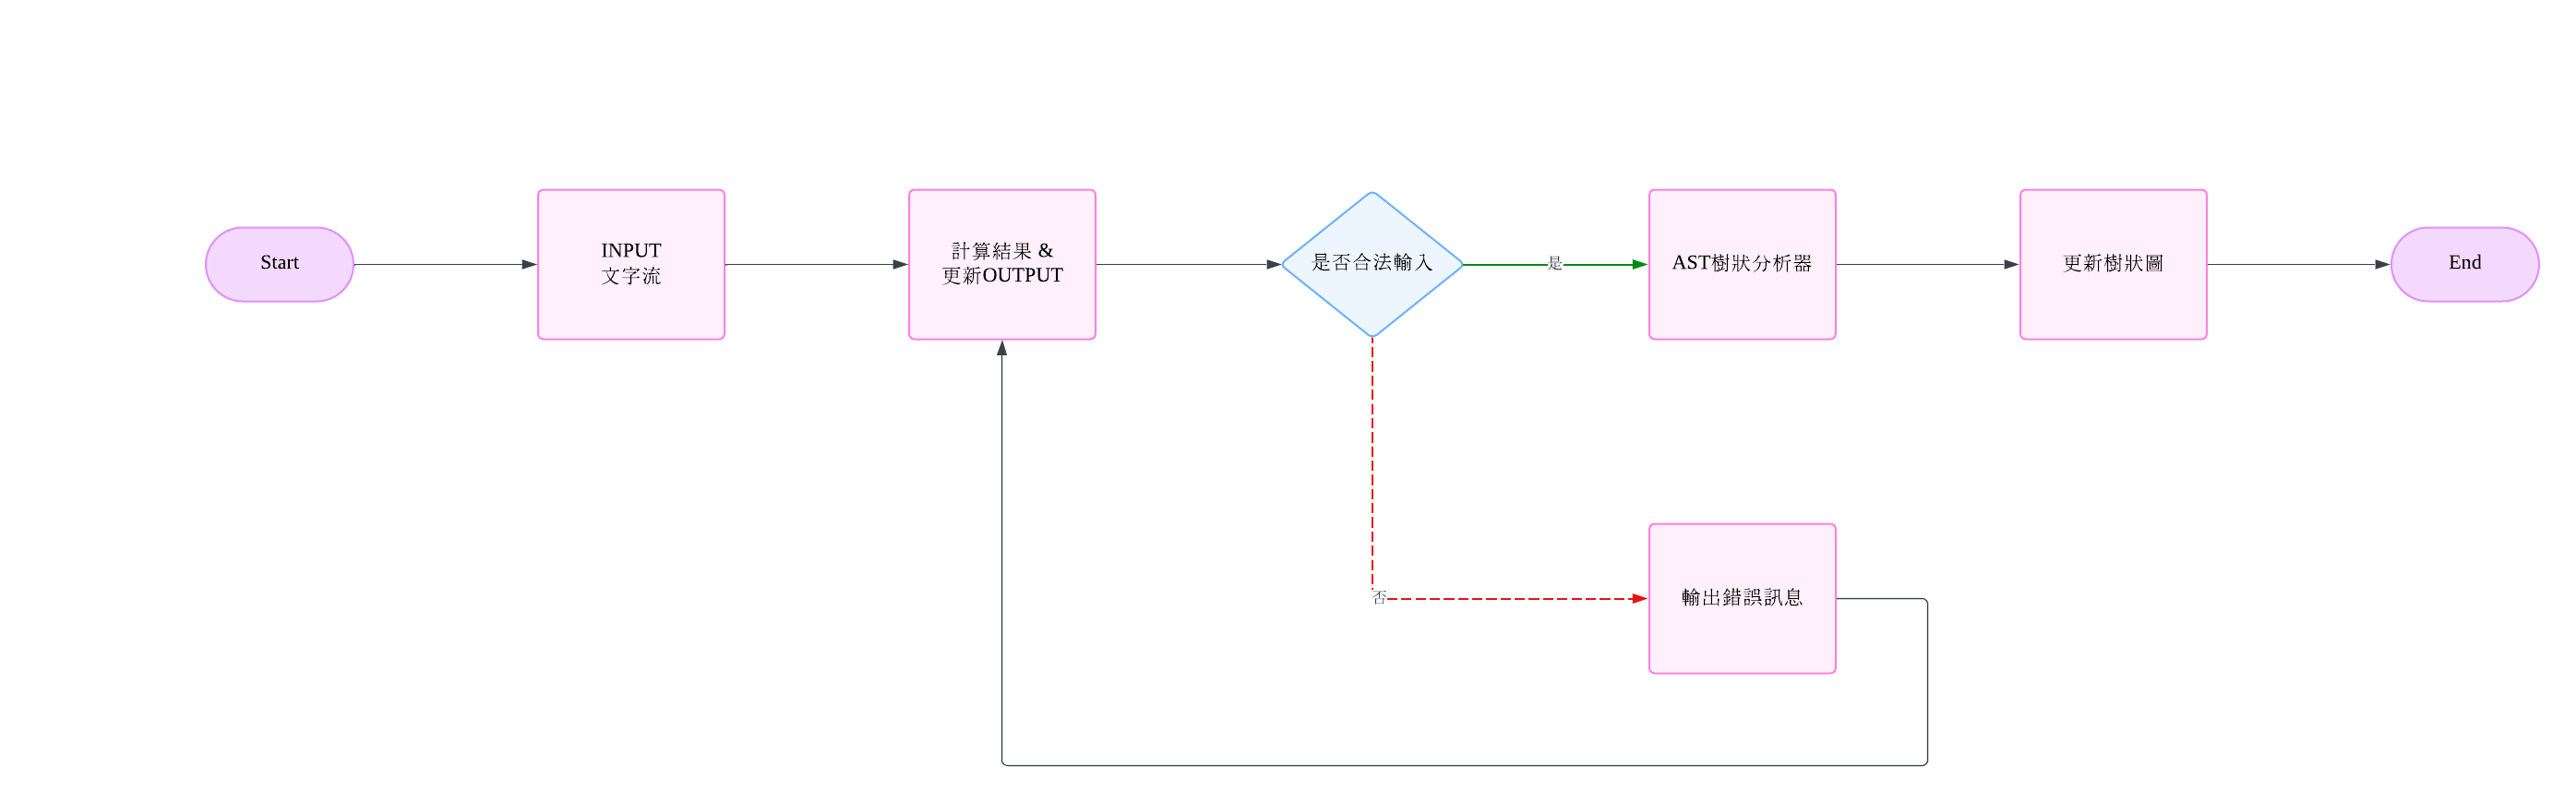 Start
INPUT
文字流
計算結果 &
更新OUTPUT
是否合法輸入
是
AST樹狀分析器
更新樹狀圖
End
否
輸出錯誤訊息